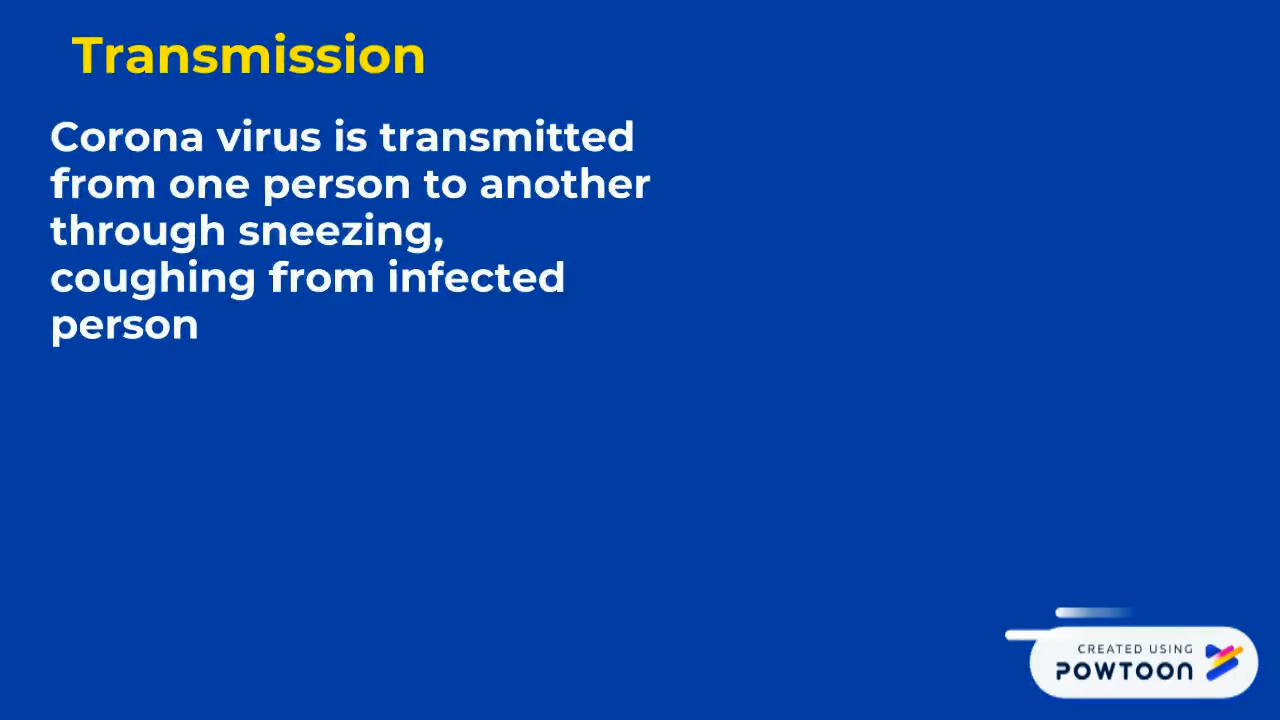 Transmission
Corona virus is transmitted
from one person to another
through sneezing,
coughing from infected
person
CREATED USING
POWTOON